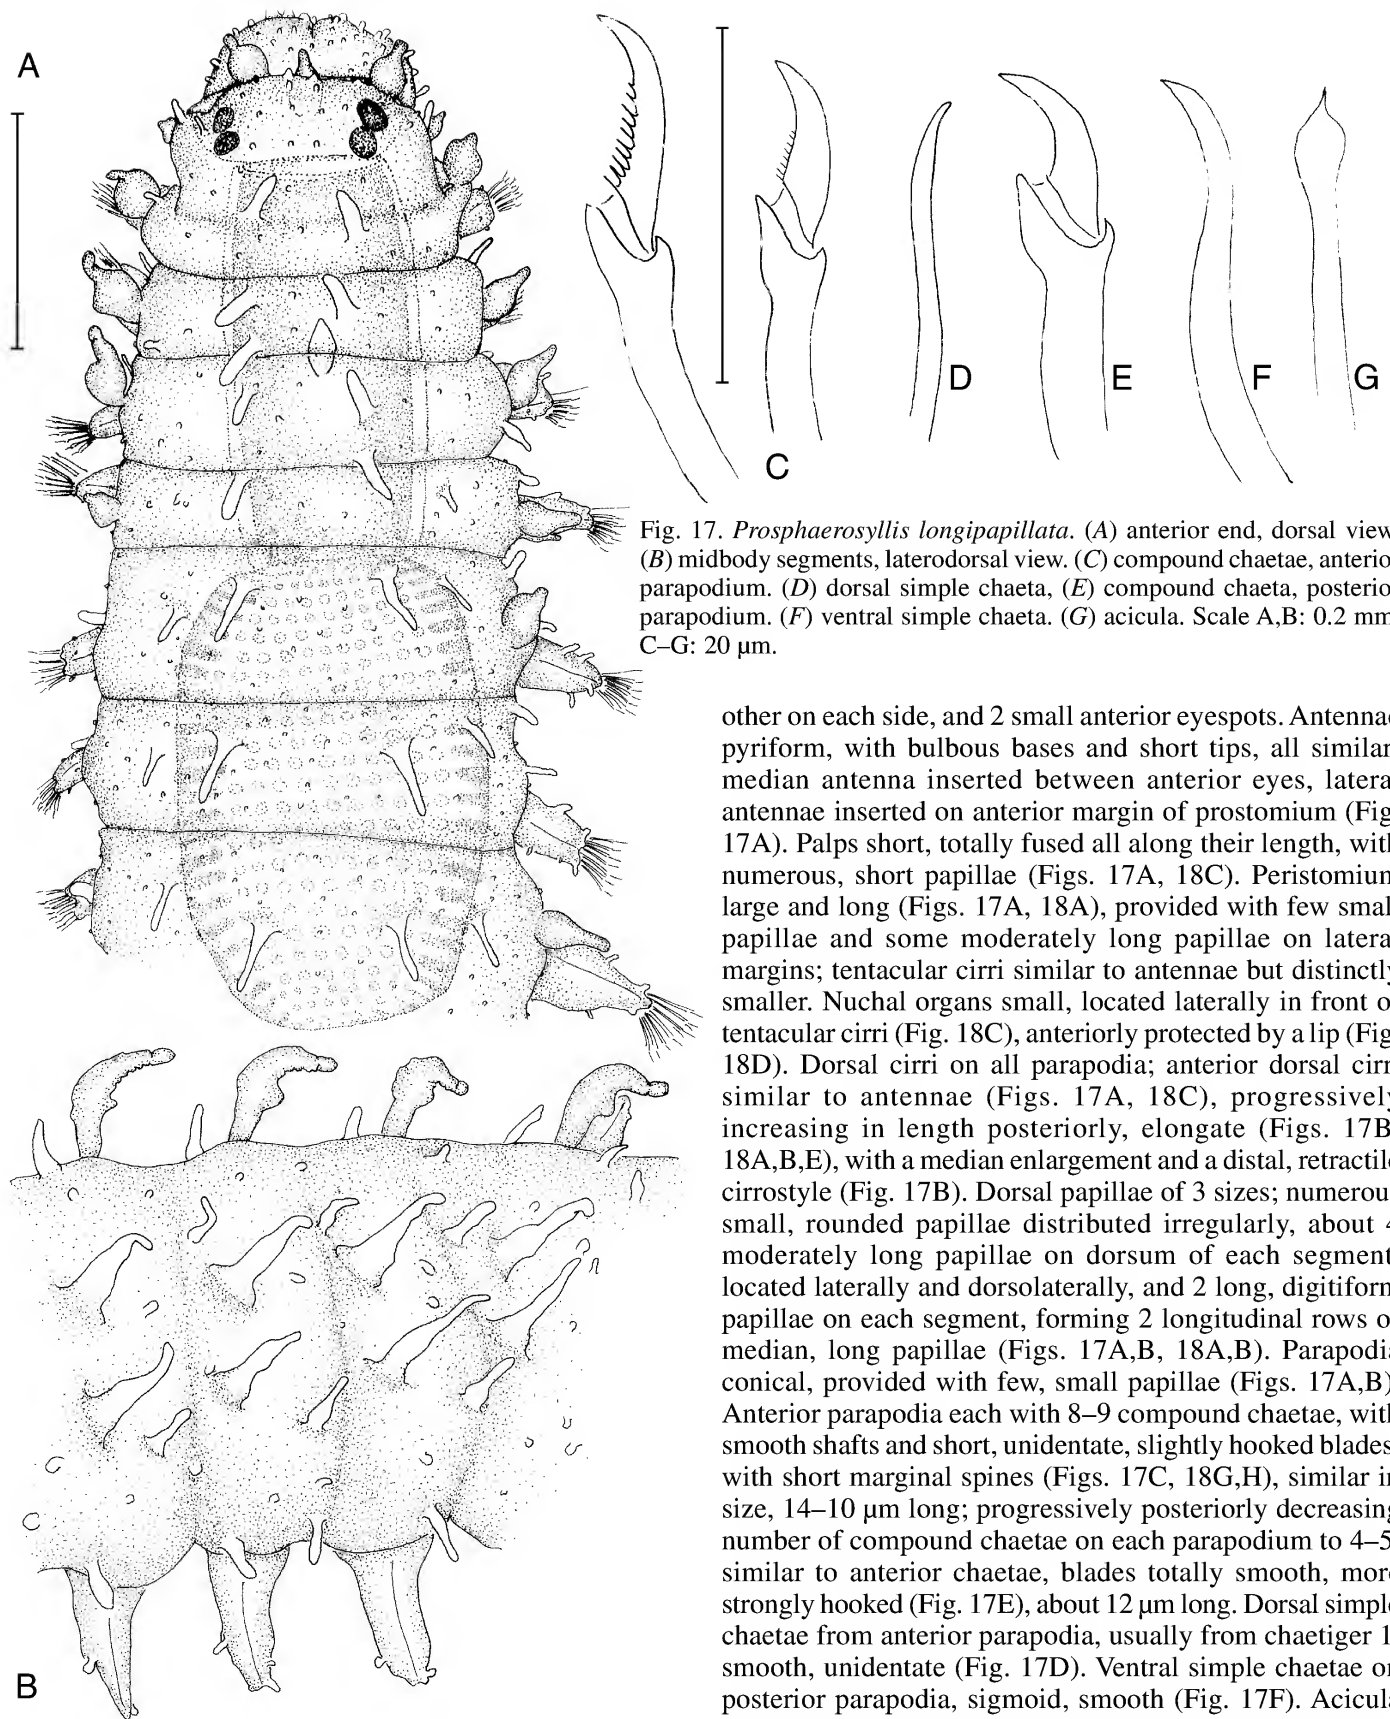 A
C
D
E
F
G
Fig. 17. Prosphaerosyllis longipapillata. (A) anterior end, dorsal view
(B) midbody segments, laterodorsal view. (C) compound chaetae, anterio
parapodium. (D) dorsal simple chaeta, (E) compound chaeta, posterio
parapodium. (F) ventral simple chaeta. (G) acicula. Scale A,B: 0.2 mm
C–G: 20 µm.
other on each side, and 2 small anterior eyespots. Antennae
pyriform, with bulbous bases and short tips, all similar
median antenna inserted between anterior eyes, latera
antennae inserted on anterior margin of prostomium (Fig
17A). Palps short, totally fused all along their length, with
numerous, short papillae (Figs. 17A, 18C). Peristomium
large and long (Figs. 17A, 18A), provided with few smal
papillae and some moderately long papillae on latera
margins; tentacular cirri similar to antennae but distinctly
smaller. Nuchal organs small, located laterally in front o
tentacular cirri (Fig. 18C), anteriorly protected by a lip (Fig
18D). Dorsal cirri on all parapodia; anterior dorsal cirr
similar to antennae (Figs. 17A, 18C), progressively
increasing in length posteriorly, elongate (Figs. 17B
18A,B,E), with a median enlargement and a distal, retractile
cirrostyle (Fig. 17B). Dorsal papillae of 3 sizes; numerou
small, rounded papillae distributed irregularly, about 4
moderately long papillae on dorsum of each segment
located laterally and dorsolaterally, and 2 long, digitiform
papillae on each segment, forming 2 longitudinal rows o
median, long papillae (Figs. 17A,B, 18A,B). Parapodia
conical, provided with few, small papillae (Figs. 17A,B)
Anterior parapodia each with 8–9 compound chaetae, with
smooth shafts and short, unidentate, slightly hooked blades
with short marginal spines (Figs. 17C, 18G,H), similar in
size, 14–10 µm long; progressively posteriorly decreasing
number of compound chaetae on each parapodium to 4–5
similar to anterior chaetae, blades totally smooth, more
strongly hooked (Fig. 17E), about 12 µm long. Dorsal simple
chaetae from anterior parapodia, usually from chaetiger 1
smooth, unidentate (Fig. 17D). Ventral simple chaetae on
posterior parapodia, sigmoid, smooth (Fig. 17F). Acicula
B